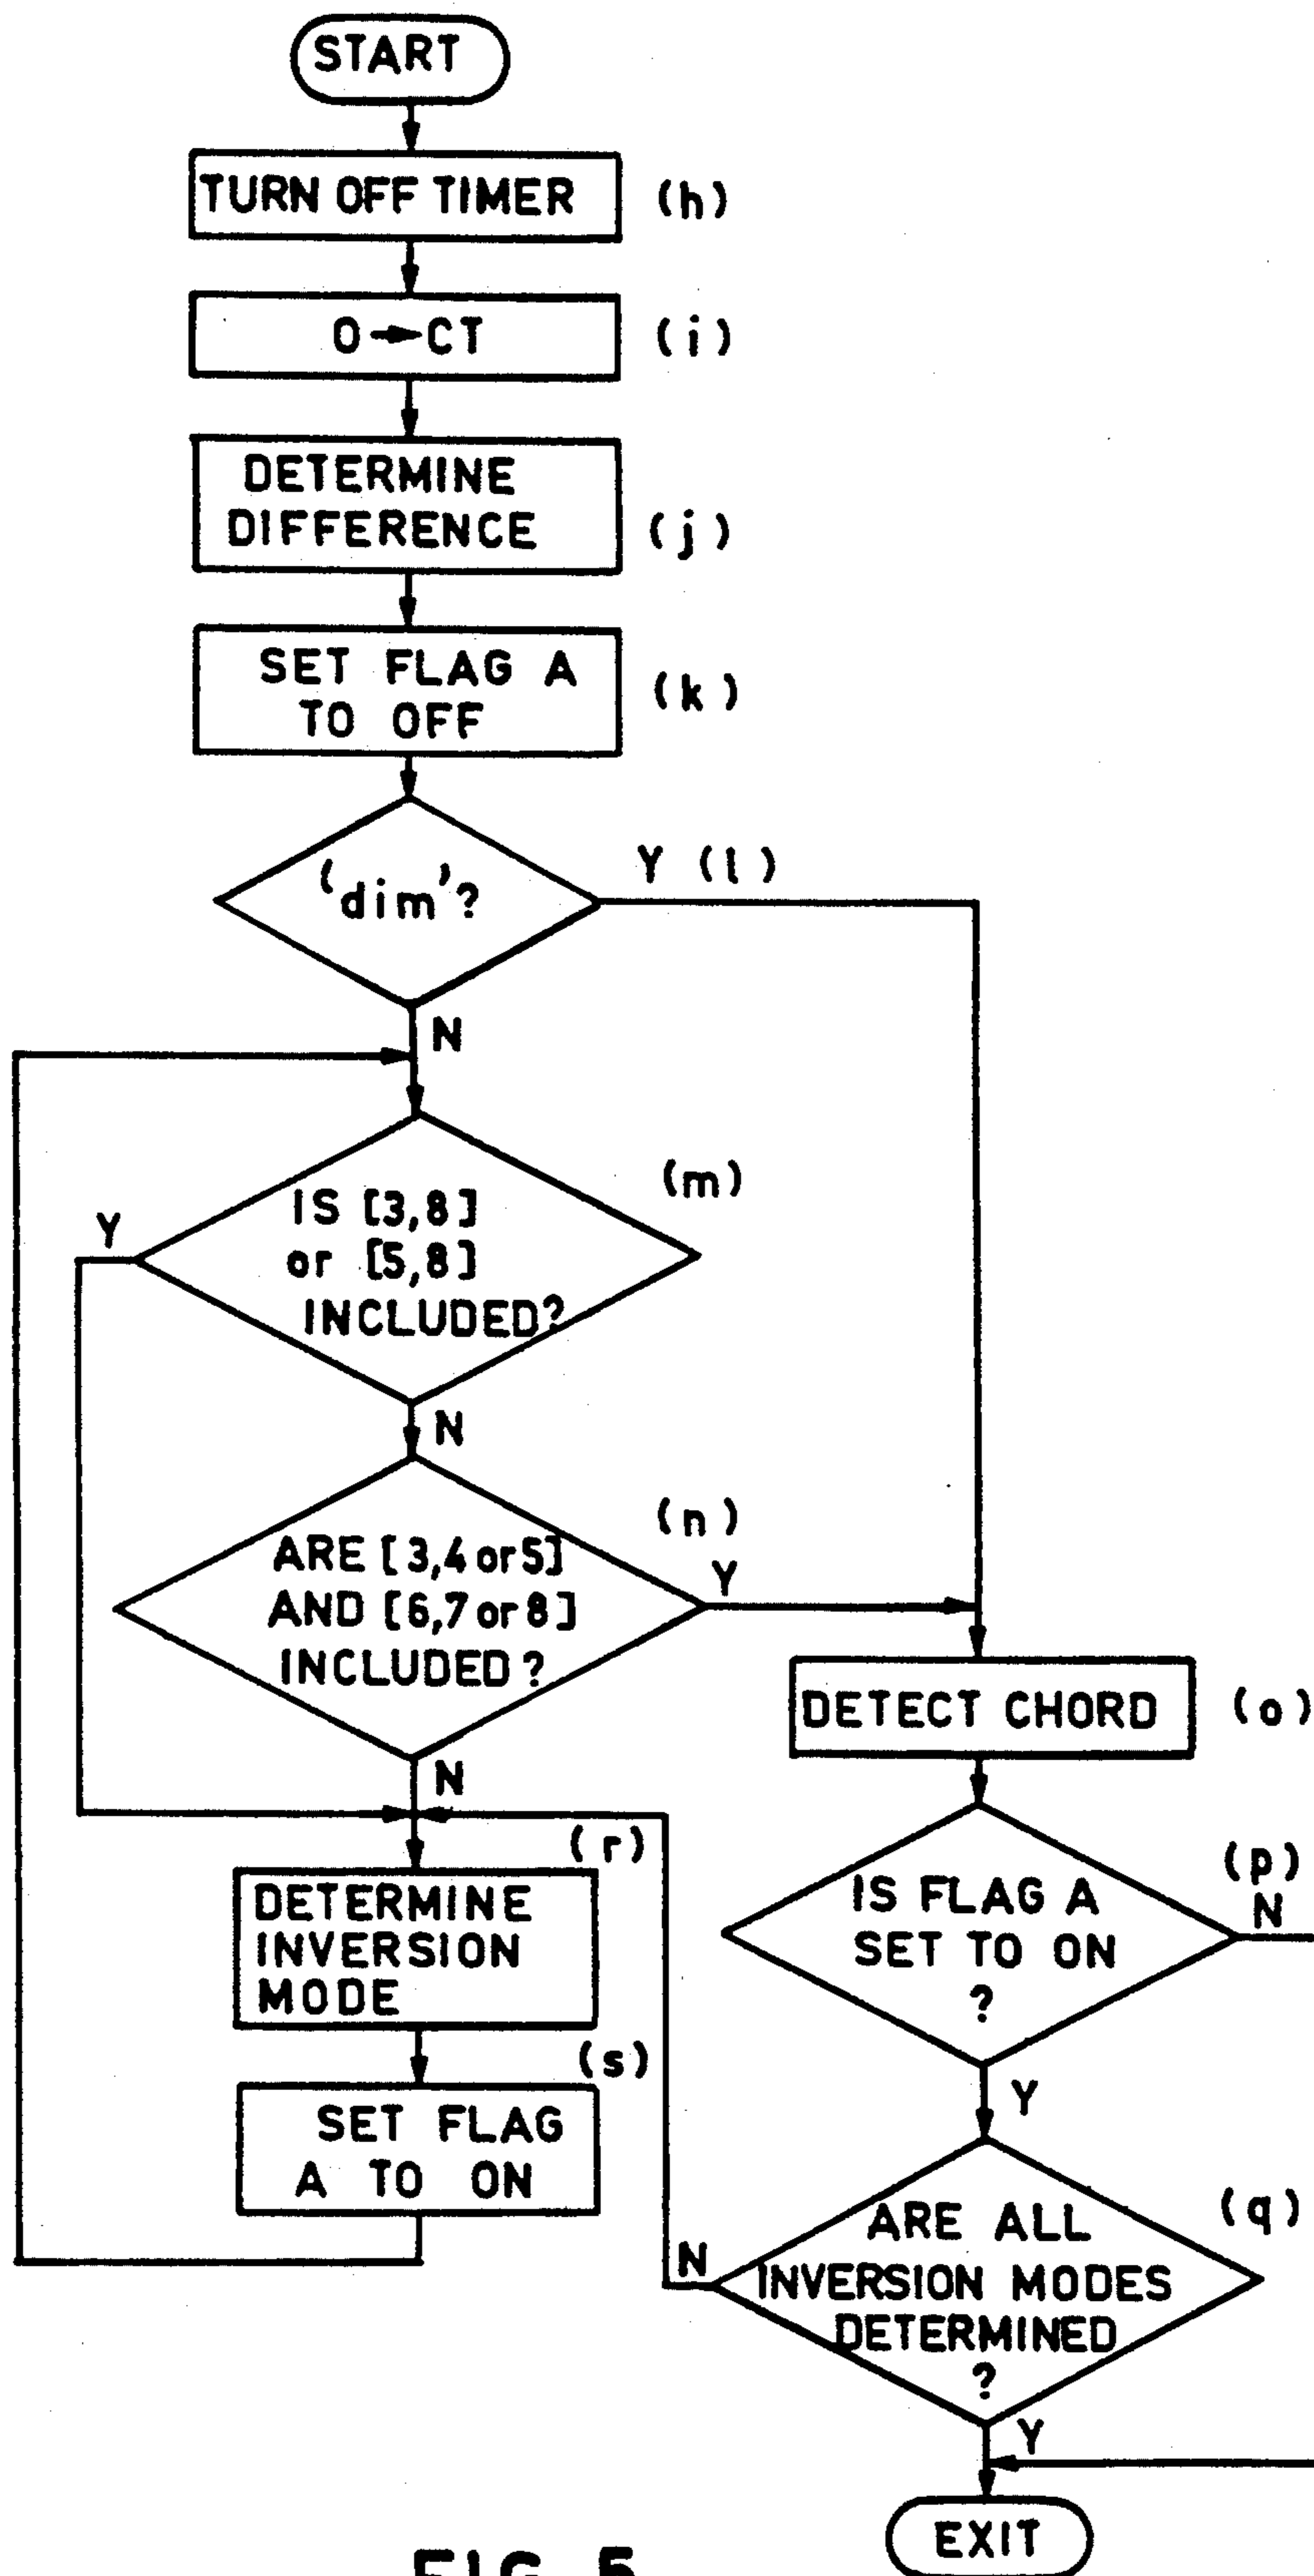 START
TURN OFF TIMER (h)
O→CT (i)
DETERMINE
DIFFERENCE (j)
SET FLAG A (k)
TO OFF
'dim'? Y (l)
N
(m)
Y
IS [3,8]
or [5,8]
INCLUDED?
N
(n)
ARE [3,4 or 5]
AND [6,7 or 8] Y
INCLUDED ?
N
DETECT CHORD (o)
(r)
DETERMINE
INVERSION
MODE
(s)
SET FLAG
A TO ON
(p)
IS FLAG A N
SET TO ON
?
Y
(q)
ARE ALL
N INVERSION MODES
DETERMINED
?
Y
EXIT
FIG. 5